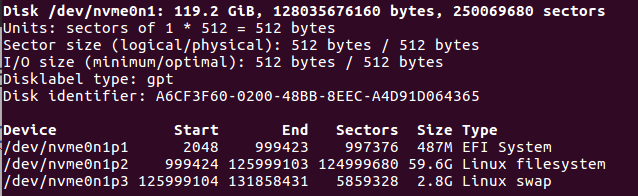 Disk /dev/nvme0n1: 119.2 GiB, 128035676160 bytes, 250069680 sectors
Units: sectors of 1 * 512 = 512 bytes
Sector size (logical/physical): 512 bytes / 512 bytes
I/O size (minimum/optimal): 512 bytes / 512 bytes
Disklabel type: gpt
Disk identifier: A6CF3F60-0200-48BB-8EEC-A4D91D064365
Device Start End Sectors Size Type
/dev/nvme0n1p1 2048 999423 997376 487M EFI System
/dev/nvme0n1p2 999424 125999103 124999680 59.6G Linux filesystem
/dev/nvme0n1p3 125999104 131858431 5859328 2.8G Linux swap